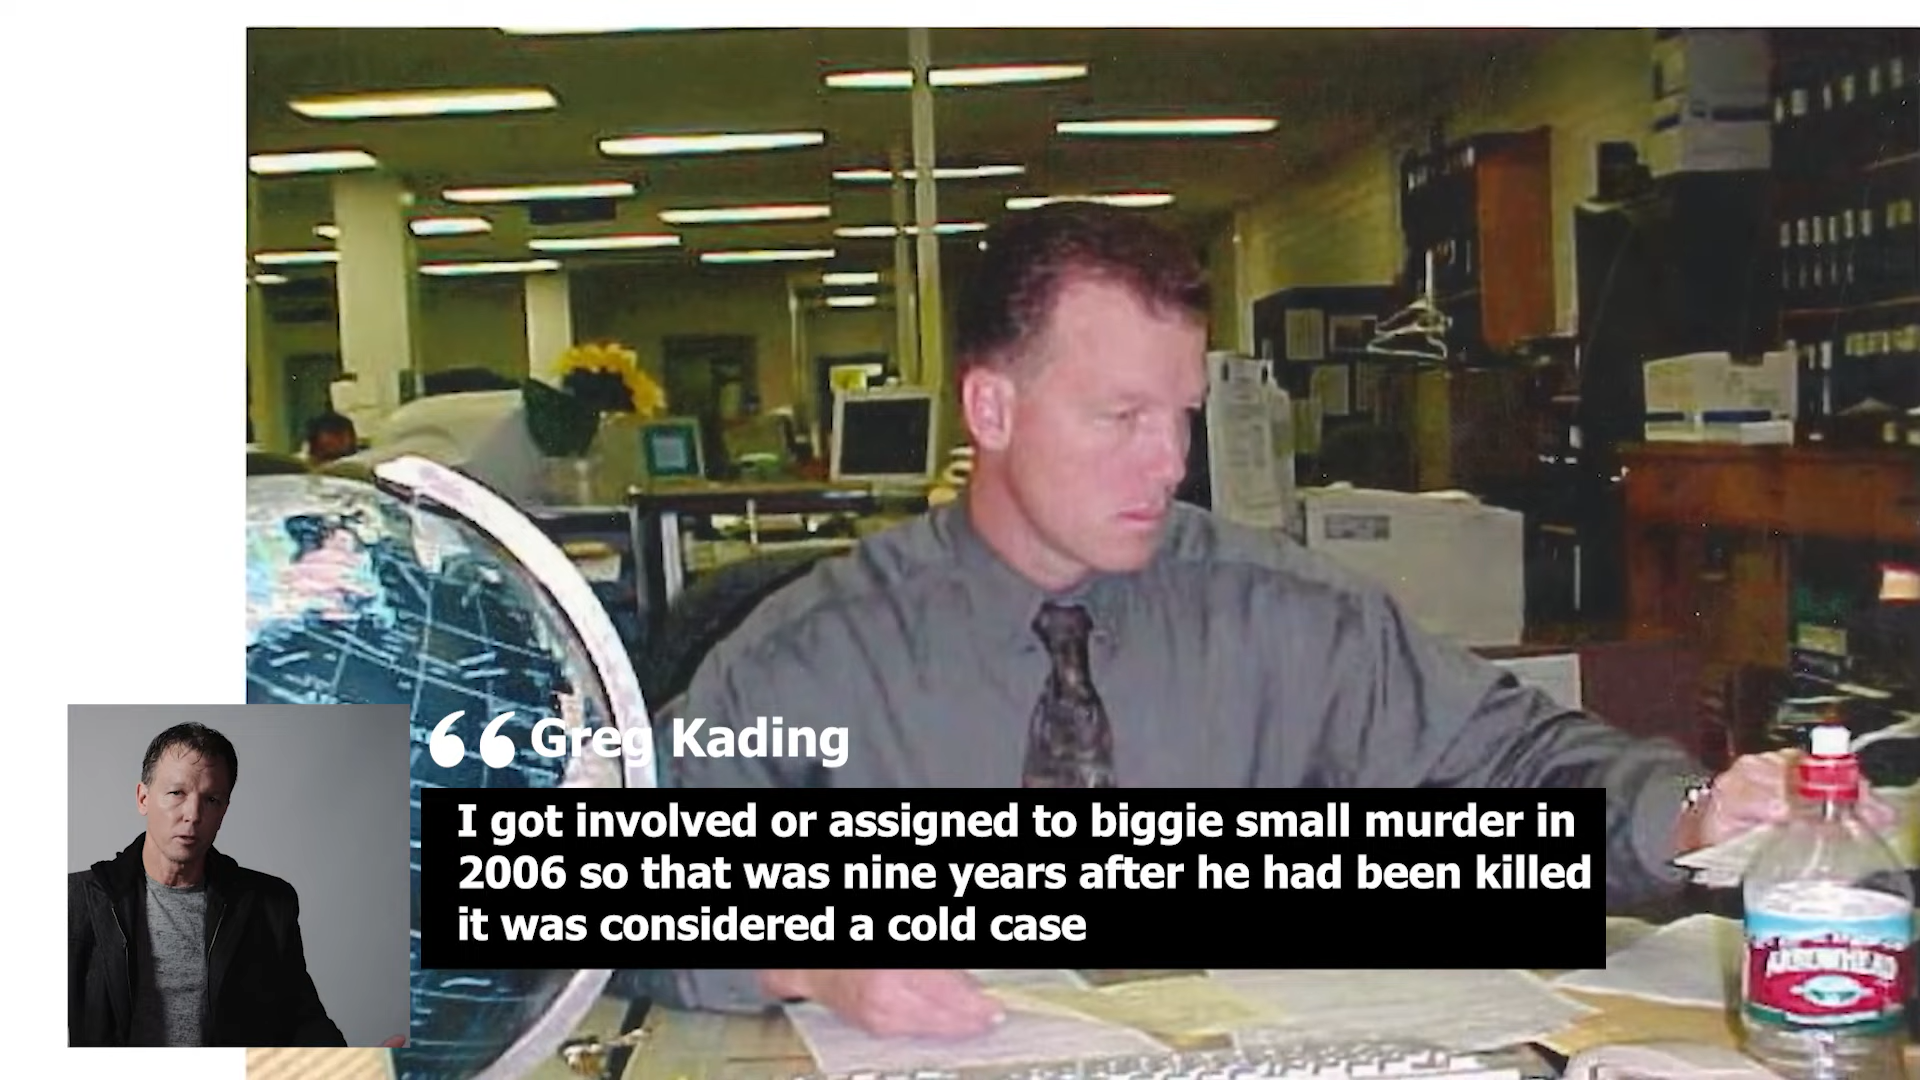 Greg Kading
I got involved or assigned to biggie small murder in
2006 so that was nine years after he had been killed
it was considered a cold case
ARROWHEAD